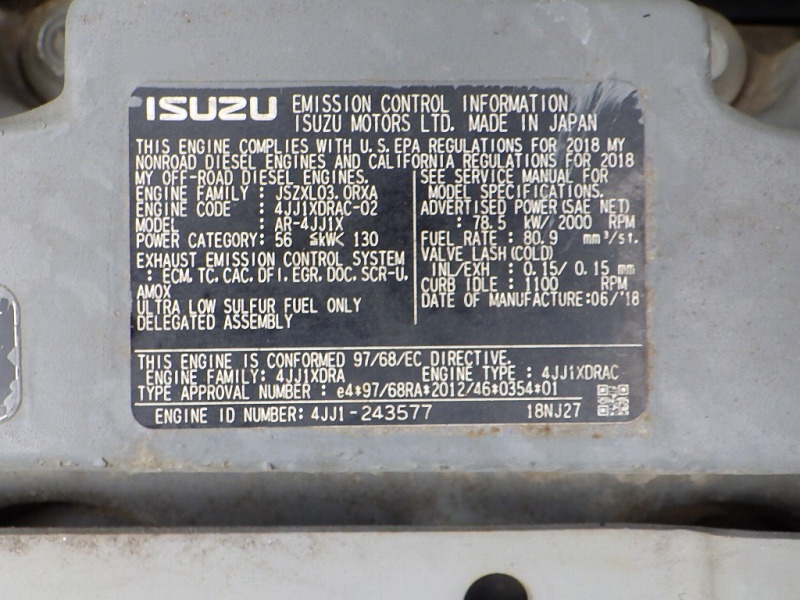 ISUZU EMISSION CONTROL INFORMATION
ISUZU MOTORS LTD. MADE IN JAPAN
THIS ENGINE COMPLIES WITH U.S. EPA REGULATIONS FOR 2018 MY
NONROAD DIESEL ENGINES AND CALIFORNIA REGULATIONS FOR 2018
MY OFF-ROAD DIESEL ENGINES.
ENGINE FAMILY : JSZXL03.0RXA
ENGINE CODE : 4JJ1XDRAC-02
MODEL : AR-4JJ1X
POWER CATEGORY: 56 ≦kW< 130
EXHAUST EMISSION CONTROL SYSTEM
: ECM, TC, CAC, DFI, EGR, DOC, SCR-U,
AMOX
ULTRA LOW SULFUR FUEL ONLY
DELEGATED ASSEMBLY
SEE SERVICE MANUAL FOR
MODEL SPECIFICATIONS.
ADVERTISED POWER (SAE NET)
: 78.5 kW/ 2000 RPM
FUEL RATE : 80.9 mm³/st.
VALVE LASH (COLD)
INL/EXH : 0.15/ 0.15 mm
CURB IDLE : 1100 RPM
DATE OF MANUFACTURE:06/'18
THIS ENGINE IS CONFORMED 97/68/EC DIRECTIVE.
ENGINE FAMILY: 4JJ1XDRA ENGINE TYPE : 4JJ1XDRAC
TYPE APPROVAL NUMBER : e4*97/68RA*2012/46*0354*01
ENGINE ID NUMBER: 4JJ1-243577 18NJ27